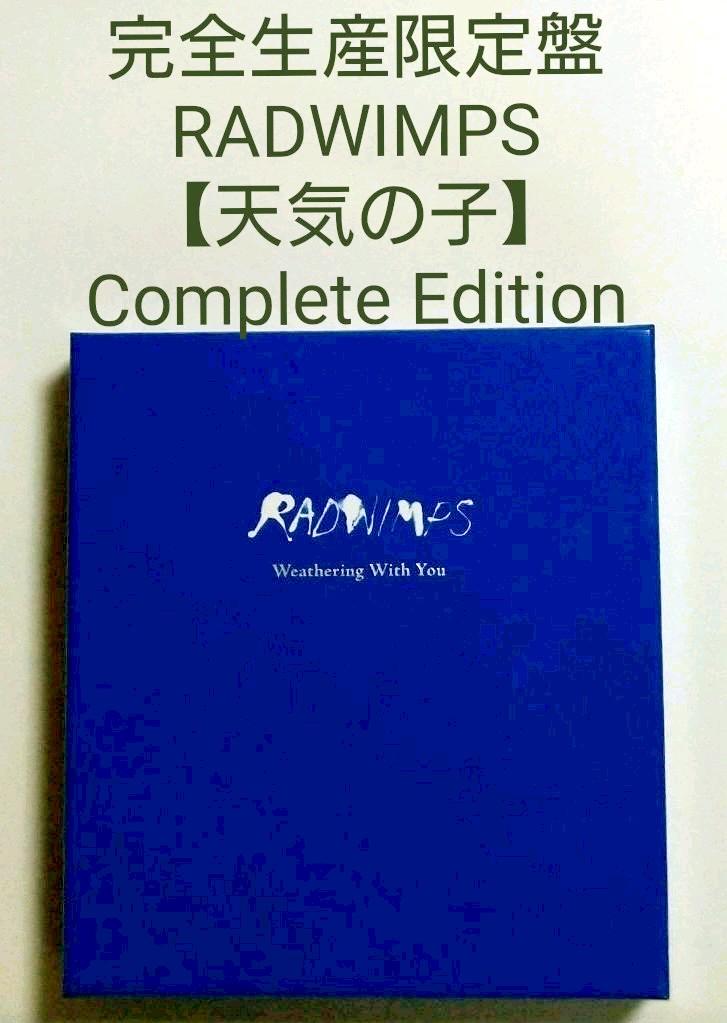 完全生産限定盤
RADWIMPS
【天気の子】
Complete Edition
RADWIMPS
Weathering With You